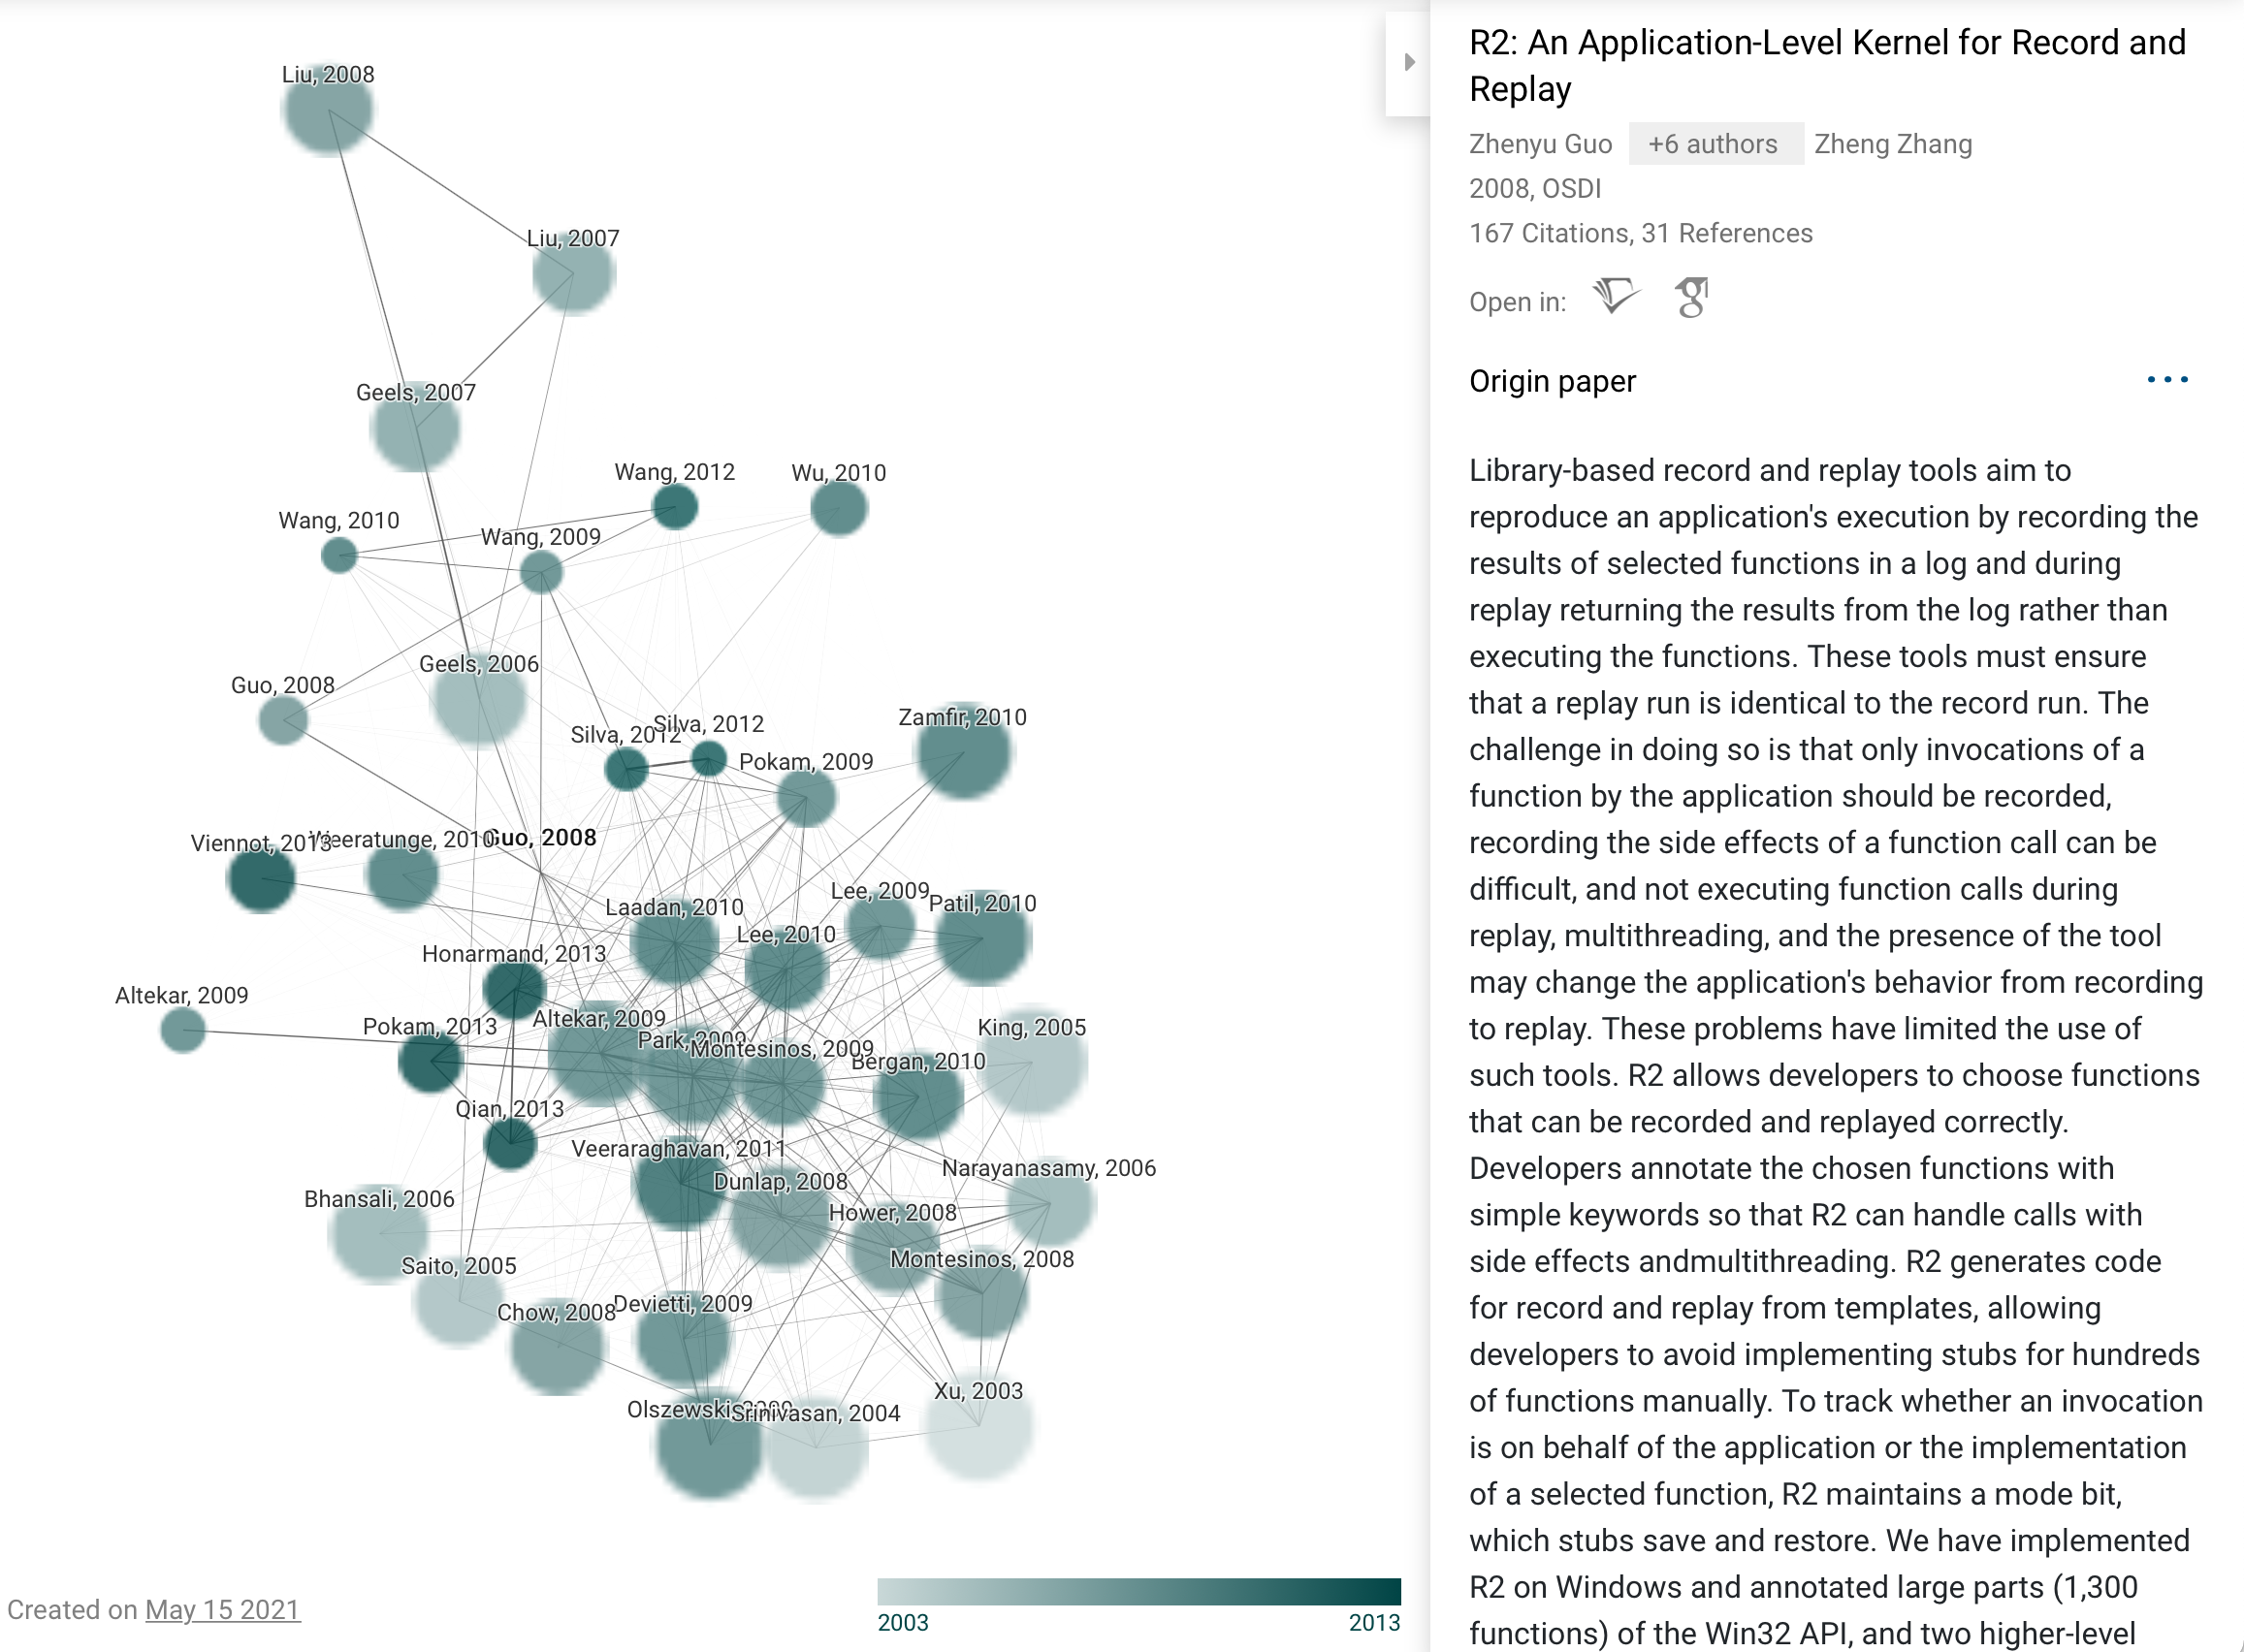 Liu, 2008
Liu, 2007
Geels, 2007
Wang, 2012
Wu, 2010
Wang, 2010
Wang, 2009
Geels, 2006
Guo, 2008
Silva, 2012
Silva, 2012
Zamfir, 2010
Pokam, 2009
Viennot, 2013
Weeratunge, 2010
Guo, 2008
Lee, 2009
Patil, 2010
Laadan, 2010
Lee, 2010
Honarmand, 2013
Altekar, 2009
Pokam, 2013
Altekar, 2009
King, 2005
Park, 2009
Montesinos, 2009
Bergan, 2010
Qian, 2013
Veeraraghavan, 2011
Narayanasamy, 2006
Dunlap, 2008
Bhansali, 2006
Hower, 2008
Saito, 2005
Montesinos, 2008
Chow, 2008
Devietti, 2009
Xu, 2003
Olszewski, 2009
Srinivasan, 2004
Created on May 15 2021
2003
2013
R2: An Application-Level Kernel for Record and
Replay
Zhenyu Guo +6 authors Zheng Zhang
2008, OSDI
167 Citations, 31 References
Open in:
Origin paper
Library-based record and replay tools aim to
reproduce an application's execution by recording the
results of selected functions in a log and during
replay returning the results from the log rather than
executing the functions. These tools must ensure
that a replay run is identical to the record run. The
challenge in doing so is that only invocations of a
function by the application should be recorded,
recording the side effects of a function call can be
difficult, and not executing function calls during
replay, multithreading, and the presence of the tool
may change the application's behavior from recording
to replay. These problems have limited the use of
such tools. R2 allows developers to choose functions
that can be recorded and replayed correctly.
Developers annotate the chosen functions with
simple keywords so that R2 can handle calls with
side effects andmultithreading. R2 generates code
for record and replay from templates, allowing
developers to avoid implementing stubs for hundreds
of functions manually. To track whether an invocation
is on behalf of the application or the implementation
of a selected function, R2 maintains a mode bit,
which stubs save and restore. We have implemented
R2 on Windows and annotated large parts (1,300
functions) of the Win32 API, and two higher-level